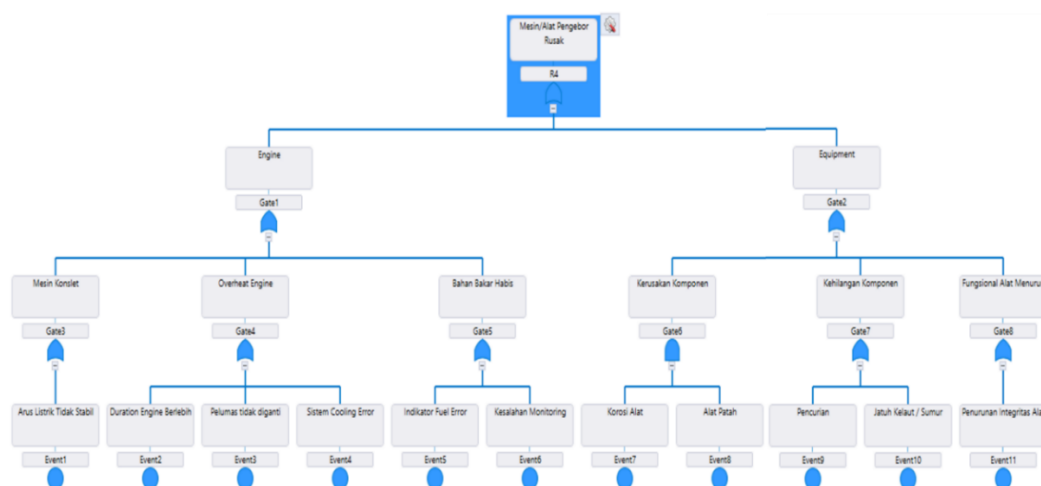 Mesin/Alat Pengebor
Rusak
R4
Engine
Equipment
Gate1
Gate2
Mesin Konslet
Overheat Engine
Bahan Bakar Habis
Kerusakan Komponen
Kehilangan Komponen
Fungsional Alat Menurun
Gate3
Gate4
Gate5
Gate6
Gate7
Gate8
Arus Listrik Tidak Stabil
Duration Engine Berlebih
Pelumas tidak diganti
Sistem Cooling Error
Indikator Fuel Error
Kesalahan Monitoring
Korosi Alat
Alat Patah
Pencurian
Jatuh Kelaut / Sumur
Penurunan Integritas Alat
Event1
Event2
Event3
Event4
Event5
Event6
Event7
Event8
Event9
Event10
Event11